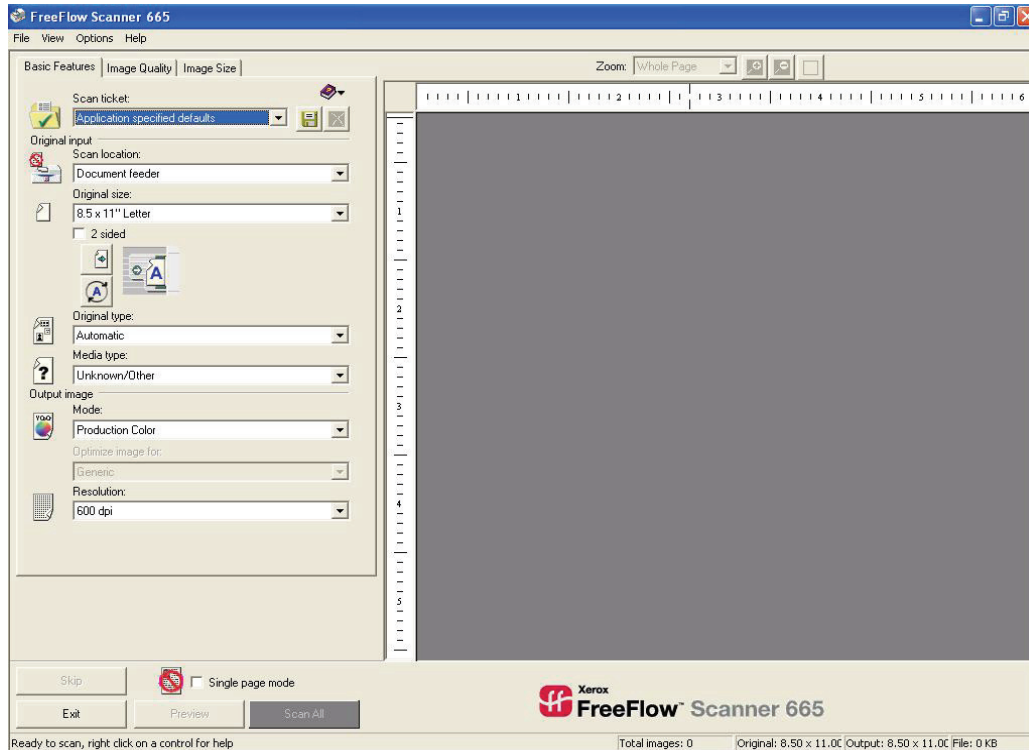 FreeFlow Scanner 665
File View Options Help
Basic Features Image Quality Image Size
Zoom: Whole Page
Scan ticket:
Application specified defaults
Original input
Scan location:
Document feeder
Original size:
8.5 x 11" Letter
2 sided
A
A
Original type:
Automatic
Media type:
?
Unknown/Other
Output image
Mode:
Production Color
Optimize image for:
Generic
Resolution:
600 dpi
1 2 3 4 5 6
1
2
3
4
5
Skip
Single page mode
Exit Preview Scan All
Xerox
FreeFlow™ Scanner 665
Ready to scan, right click on a control for help
Total images: 0 Original: 8.50 x 11.0C Output: 8.50 x 11.0C File: 0 KB